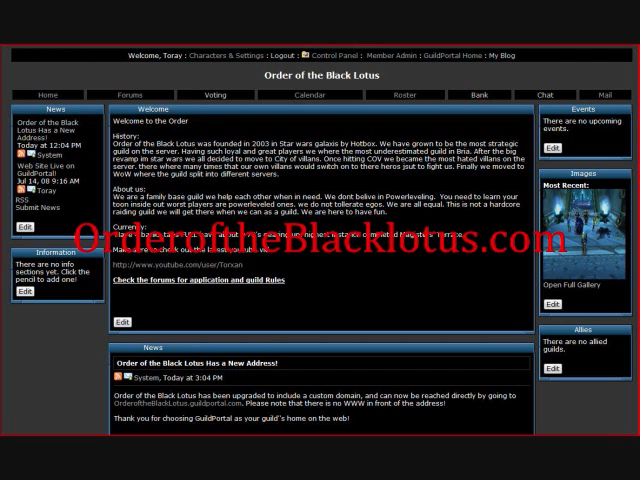 Welcome, Toray : Characters & Settings : Logout : Control Panel : Member Admin : GuildPortal Home : My Blog
Order of the Black Lotus
Home
Forums
Voting
Calendar
Roster
Bank
Chat
Mail
News
Order of the Black
Lotus Has a New
Address!
Today at 12:04 PM
System
Web Site Live on
GuildPortal!
Jul 14, 08 9:16 AM
Toray
RSS
Submit News
Edit
Information
There are no info
sections yet. Click the
pencil to add one!
Edit
Welcome
Welcome to the Order
History:
Order of the Black Lotus was founded in 2003 in Star wars galaxis by Hotbox. We have grown to be the most strategic
guild on the server. Having such loyal and great players we where the most underestimated guild in Bria. After the big
revamp im star wars we all decided to move to City of villans. Once hitting COV we became the most hated villans on the
server. there where many times that our own villans would switch on to there heros jsut to fight us. Finally we moved to
WoW where the guild split into different servers.
About us:
We are a family base guild we help each other when in need. We dont belive in Powerleveling. You need to learn your
toon inside out worst players are powerleveled ones. we do not tollerate egos. We are all equal. This is not a hardcore
raiding guild we will get there when we can as a guild. We are here to have fun.
Currency:
OrderoftheBlacklotus.com
http://www.youtube.com/user/Torxan
Check the forums for application and guild Rules
Edit
News
Order of the Black Lotus Has a New Address!
System, Today at 3:04 PM
Order of the Black Lotus has been upgraded to include a custom domain, and can now be reached directly by going to
OrderoftheBlackLotus.guildportal.com. Please note that there is no WWW in front of the address!
Thank you for choosing GuildPortal as your guild's home on the web!
Events
There are no upcoming
events.
Edit
Images
Most Recent:
Open Full Gallery
Edit
Allies
There are no allied
guilds.
Edit